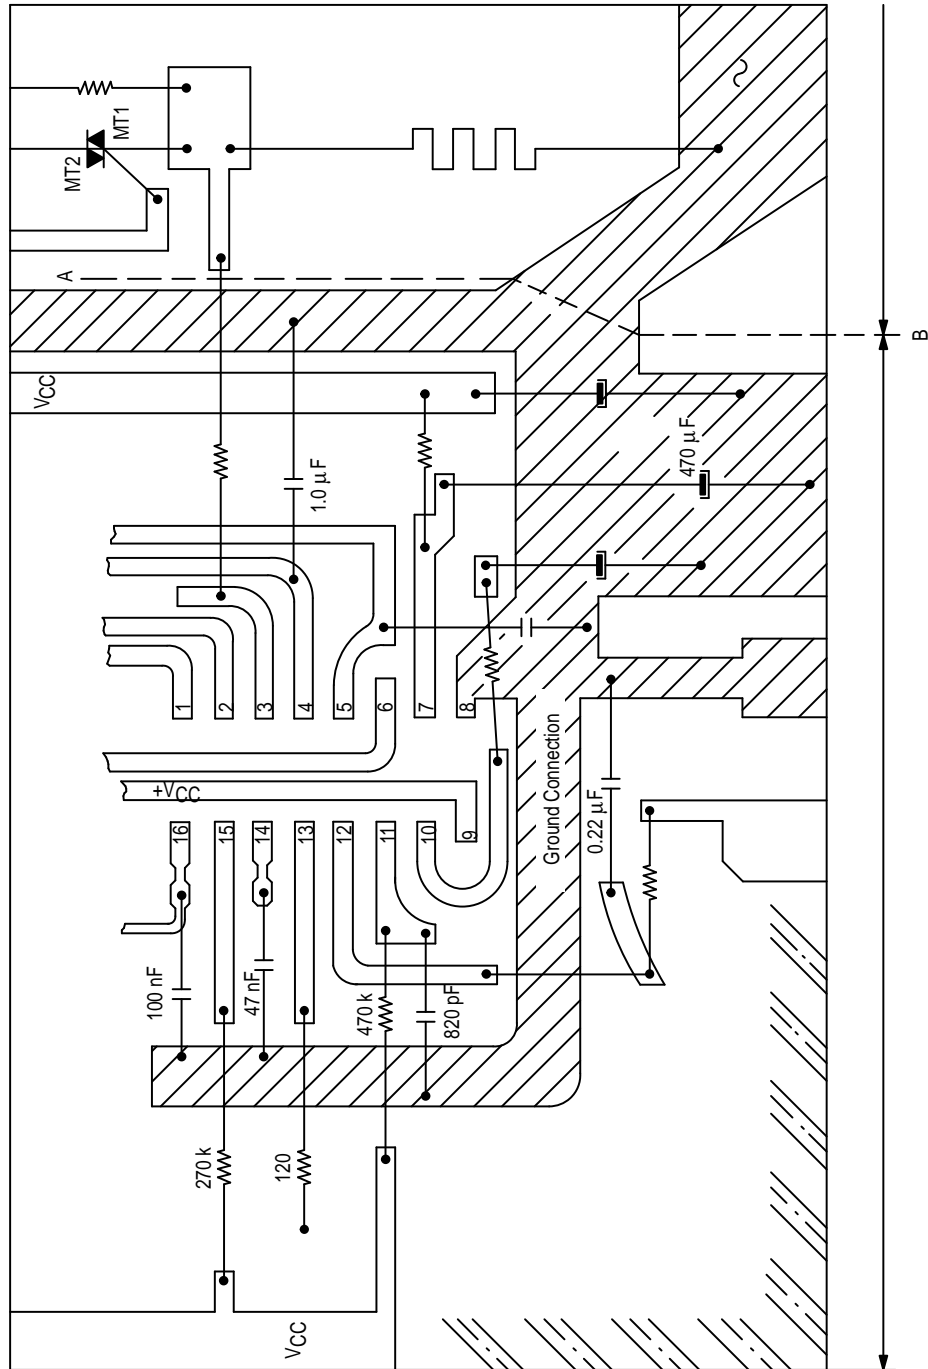 MT1
MT2
~
A
B
VCC
1.0 µF
470 µF
1
2
3
4
5
6
7
8
+VCC
Ground Connection
0.22 µF
16
15
14
13
12
11
10
9
100 nF
47 nF
470 k
820 pF
270 k
120
VCC